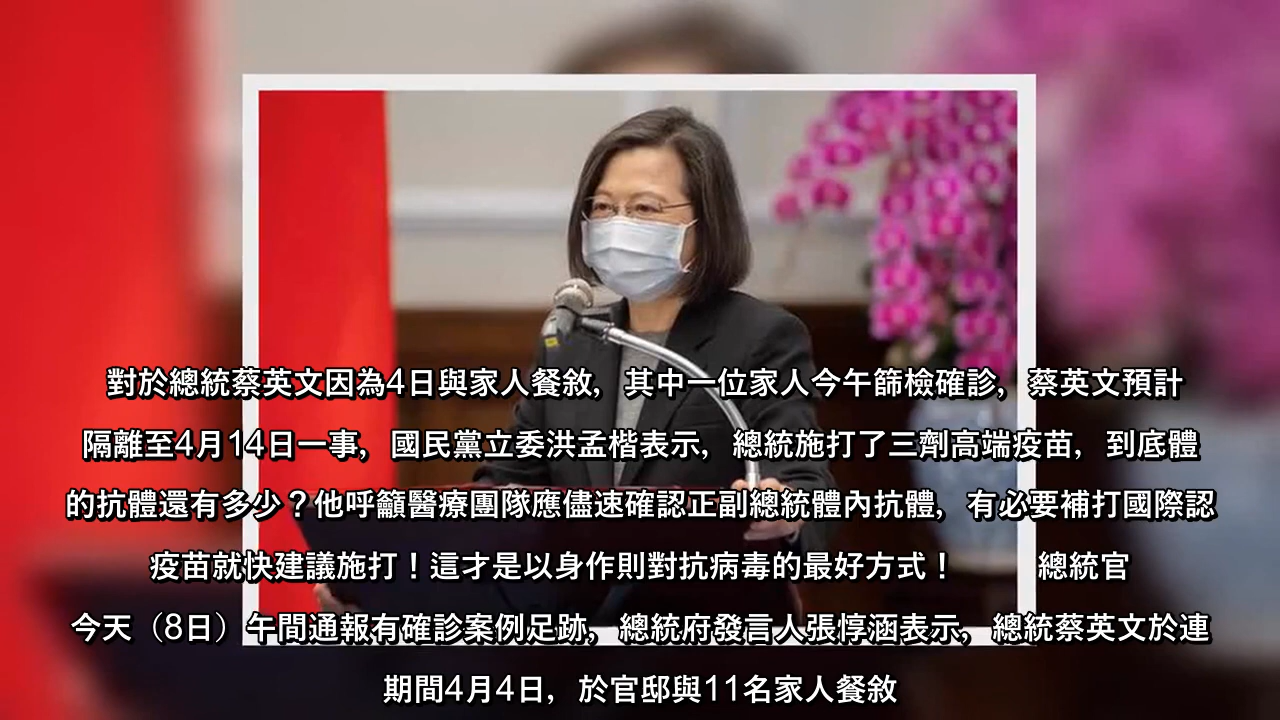 對於總統蔡英文因為4日與家人餐敘，其中一位家人今午篩檢確診，蔡英文預計
隔離至4月14日一事，國民黨立委洪孟楷表示，總統施打了三劑高端疫苗，到底體
的抗體還有多少？他呼籲醫療團隊應儘速確認正副總統體內抗體，有必要補打國際認
疫苗就快建議施打！這才是以身作則對抗病毒的最好方式！ 總統官
今天（8日）午間通報有確診案例足跡，總統府發言人張惇涵表示，總統蔡英文於連
期間4月4日，於官邸與11名家人餐敘